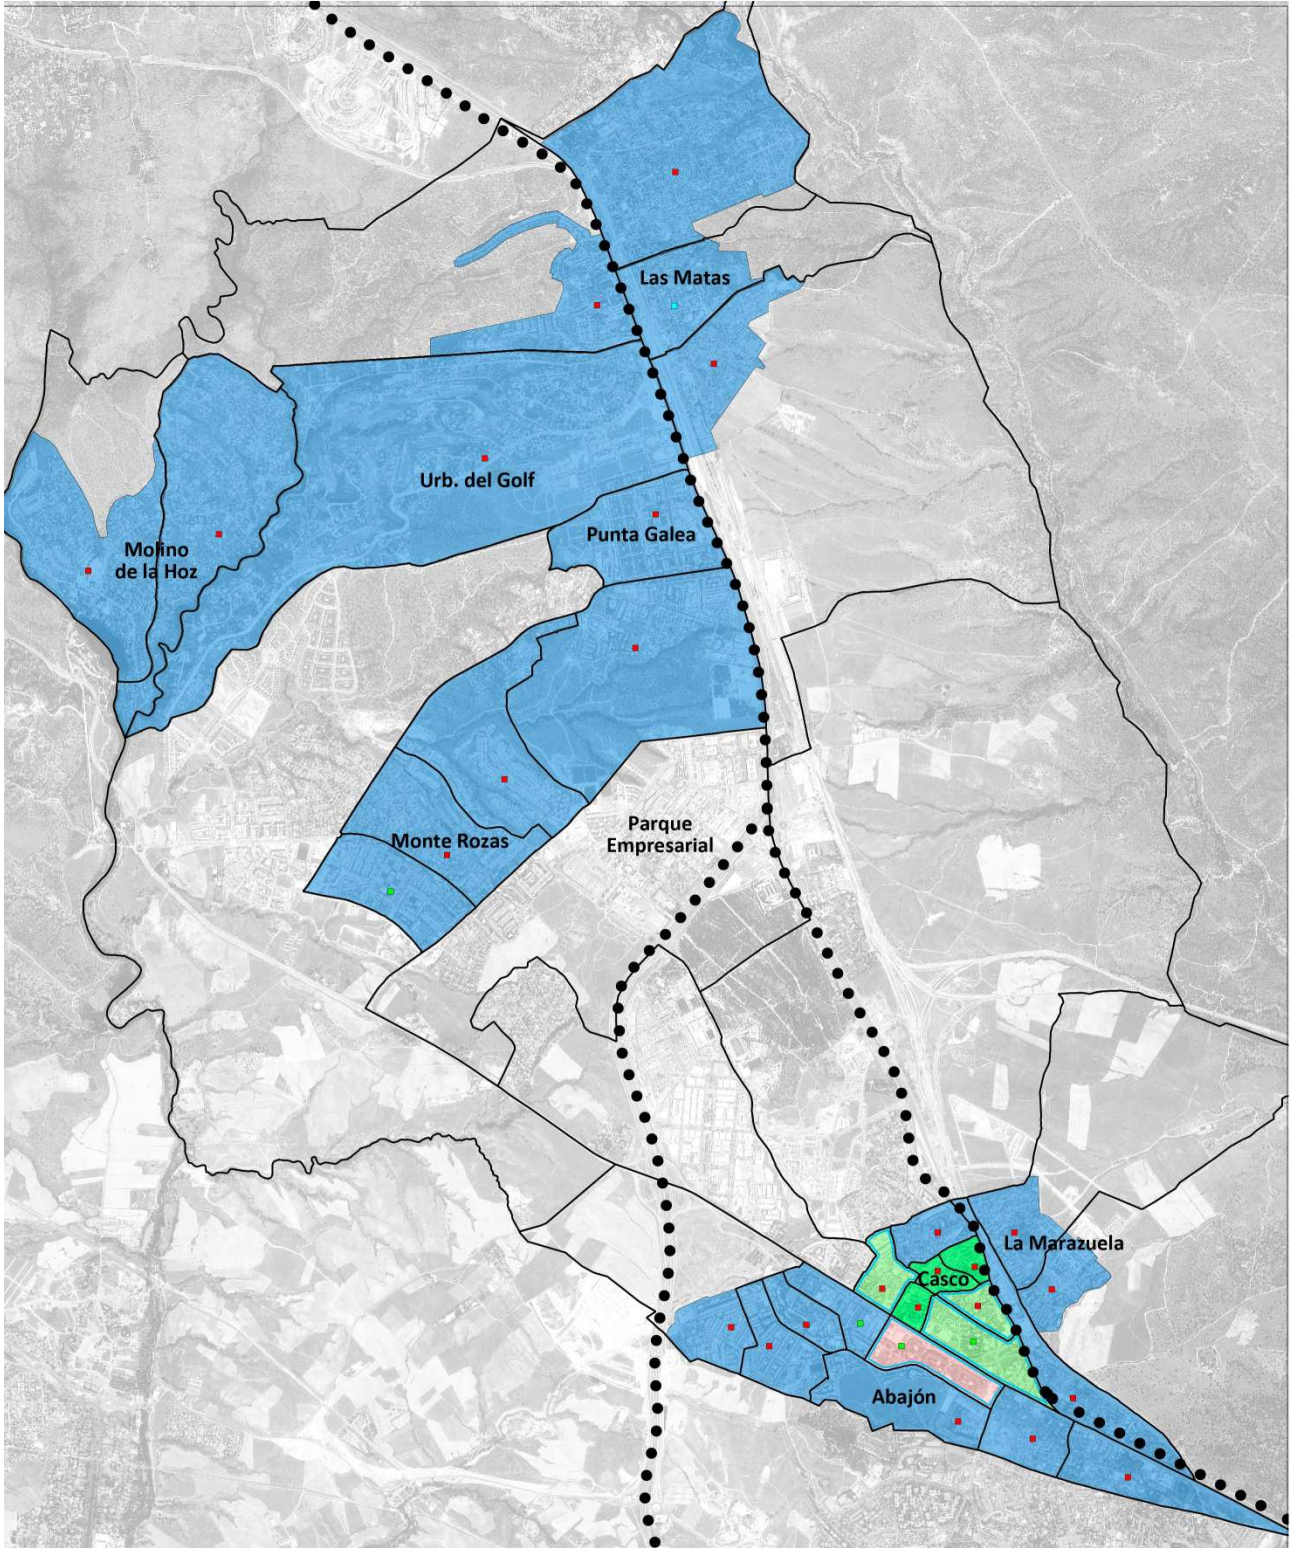 Las Matas
Urb. del Golf
Punta Galea
Molino
de la Hoz
Parque
Empresarial
Monte Rozas
La Marazuela
Casco
Abajón